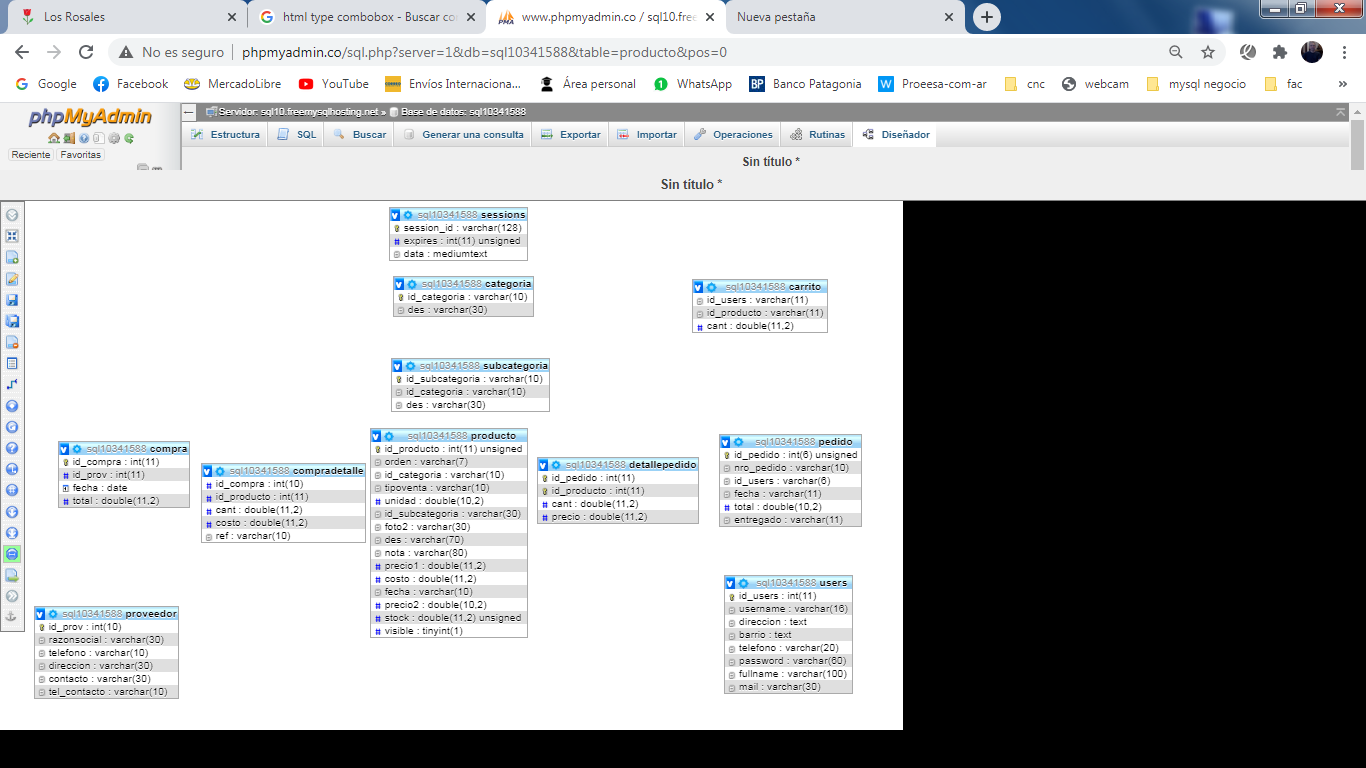 Los Rosales
html type combobox - Buscar co
www.phpmyadmin.co / sql10.free
Nueva pestaña
No es seguro
phpmyadmin.co/sql.php?server=1&db=sql10341588&table=producto&pos=0
Google
Facebook
MercadoLibre
YouTube
Envíos Internaciona...
Área personal
WhatsApp
Banco Patagonia
Proeesa-com-ar
cnc
webcam
mysql negocio
fac
»
phpMyAdmin
Reciente
Favoritas
Servidor: sql10.freemysqlhosting.net » Base de datos: sql10341588
Estructura
SQL
Buscar
Generar una consulta
Exportar
Importar
Operaciones
Rutinas
Diseñador
Sin título *
Sin título *
sql10341588 sessions
session_id : varchar(128)
expires : int(11) unsigned
data : mediumtext
sql10341588 categoria
id_categoria : varchar(10)
des : varchar(30)
sql10341588 carrito
id_users : varchar(11)
id_producto : varchar(11)
cant : double(11,2)
sql10341588 subcategoria
id_subcategoria : varchar(10)
id_categoria : varchar(10)
des : varchar(30)
sql10341588 compra
id_compra : int(11)
id_prov : int(11)
fecha : date
total : double(11,2)
sql10341588 compradetalle
id_compra : int(10)
id_producto : int(11)
cant : double(11,2)
costo : double(11,2)
ref : varchar(10)
sql10341588 producto
id_producto : int(11) unsigned
orden : varchar(7)
id_categoria : varchar(10)
tipoventa : varchar(10)
unidad : double(10,2)
id_subcategoria : varchar(30)
foto2 : varchar(30)
des : varchar(70)
nota : varchar(80)
precio1 : double(11,2)
costo : double(11,2)
fecha : varchar(10)
precio2 : double(10,2)
stock : double(11,2) unsigned
visible : tinyint(1)
sql10341588 detallepedido
id_pedido : int(11)
id_producto : int(11)
cant : double(11,2)
precio : double(11,2)
sql10341588 pedido
id_pedido : int(6) unsigned
nro_pedido : varchar(10)
id_users : varchar(6)
fecha : varchar(11)
total : double(10,2)
entregado : varchar(11)
sql10341588 users
id_users : int(11)
username : varchar(16)
direccion : text
barrio : text
telefono : varchar(20)
password : varchar(60)
fullname : varchar(100)
mail : varchar(30)
sql10341588 proveedor
id_prov : int(10)
razonsocial : varchar(30)
telefono : varchar(10)
direccion : varchar(30)
contacto : varchar(30)
tel_contacto : varchar(10)